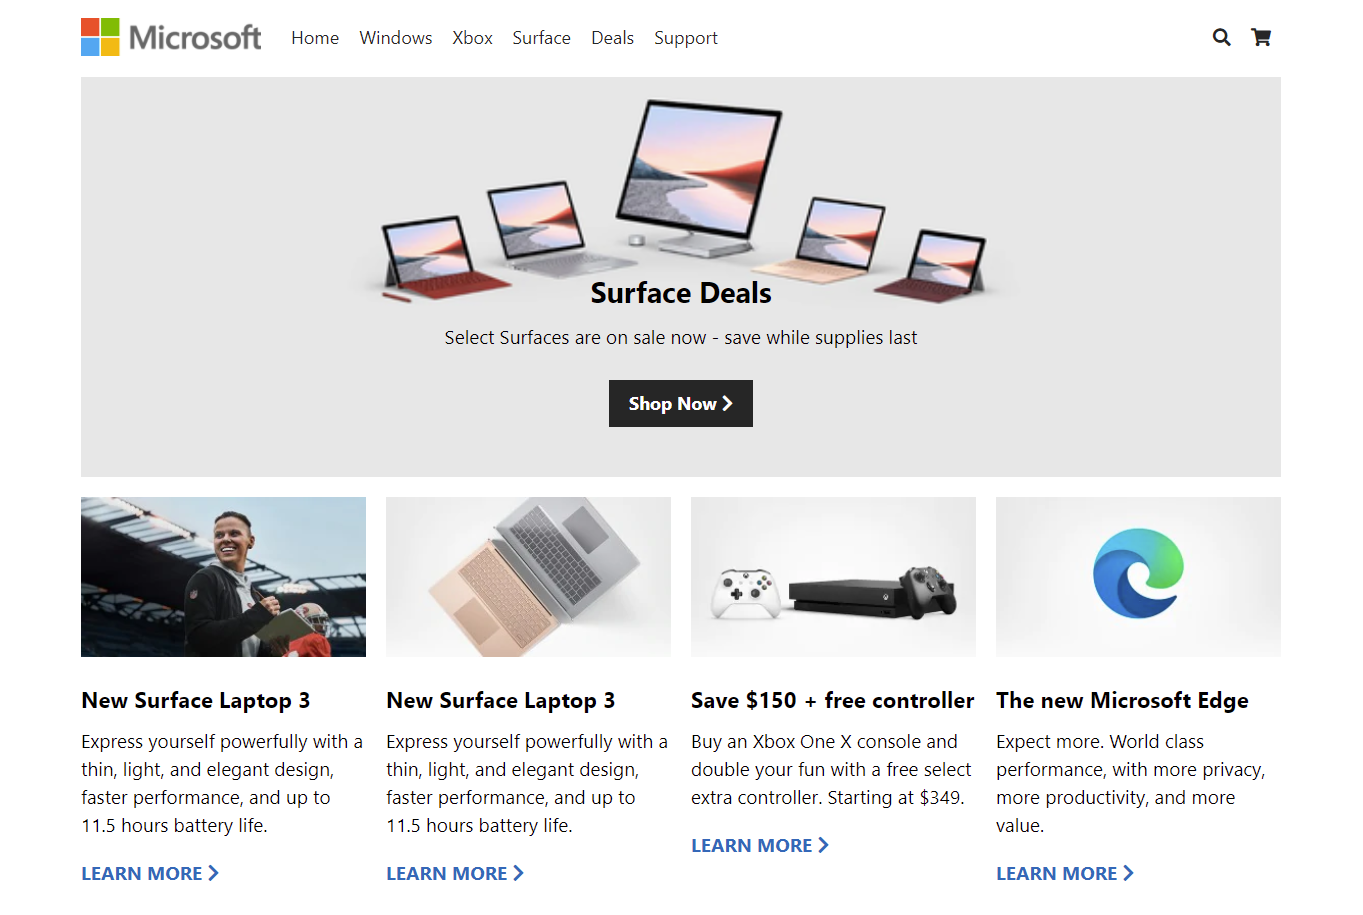 Microsoft Home Windows Xbox Surface Deals Support
Surface Deals
Select Surfaces are on sale now - save while supplies last
Shop Now
New Surface Laptop 3
Express yourself powerfully with a
thin, light, and elegant design,
faster performance, and up to
11.5 hours battery life.
LEARN MORE
New Surface Laptop 3
Express yourself powerfully with a
thin, light, and elegant design,
faster performance, and up to
11.5 hours battery life.
LEARN MORE
Save $150 + free controller
Buy an Xbox One X console and
double your fun with a free select
extra controller. Starting at $349.
LEARN MORE
The new Microsoft Edge
Expect more. World class
performance, with more privacy,
more productivity, and more
value.
LEARN MORE